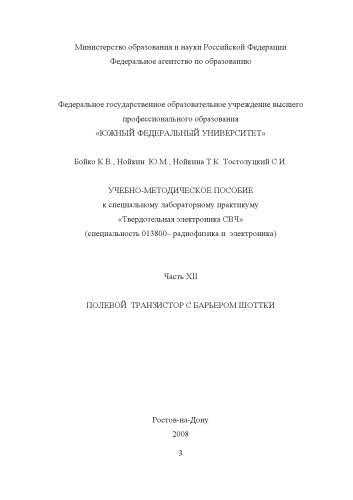 Министерство образования и науки Российской Федерации
Федеральное агентство по образованию
Федеральное государственное образовательное учреждение высшего
профессионального образования
«ЮЖНЫЙ ФЕДЕРАЛЬНЫЙ УНИВЕРСИТЕТ»
Бойко К.В., Нойкин Ю.М., Нойкина Т.К. Тостолуцкий С.И.
УЧЕБНО-МЕТОДИЧЕСКОЕ ПОСОБИЕ
к специальному лабораторному практикуму
«Твердотельная электроника СВЧ»
(специальность 013800– радиофизика и электроника)
Часть XII
ПОЛЕВОЙ ТРАНЗИСТОР С БАРЬЕРОМ ШОТТКИ
Ростов-на-Дону
2008
3